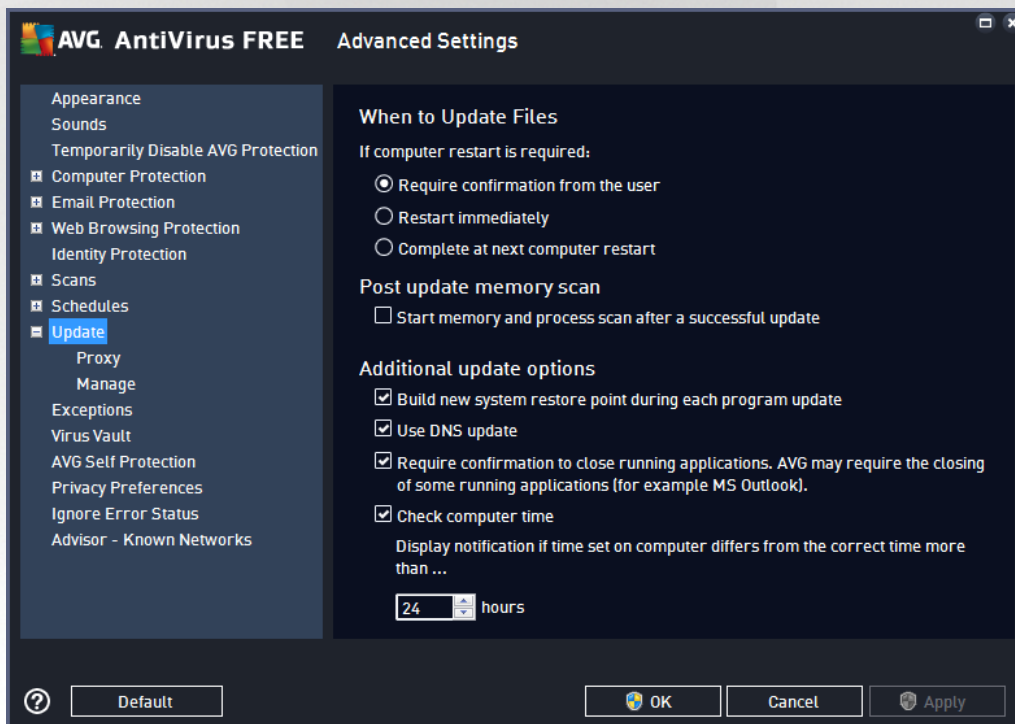 AVG. AntiVirus FREE Advanced Settings
Appearance
Sounds
Temporarily Disable AVG Protection
Computer Protection
Email Protection
Web Browsing Protection
Identity Protection
Scans
Schedules
Update
Proxy
Manage
Exceptions
Virus Vault
AVG Self Protection
Privacy Preferences
Ignore Error Status
Advisor - Known Networks
When to Update Files
If computer restart is required:
Require confirmation from the user
Restart immediately
Complete at next computer restart
Post update memory scan
Start memory and process scan after a successful update
Additional update options
Build new system restore point during each program update
Use DNS update
Require confirmation to close running applications. AVG may require the closing
of some running applications (for example MS Outlook).
Check computer time
Display notification if time set on computer differs from the correct time more
than ...
24 hours
? Default OK Cancel Apply